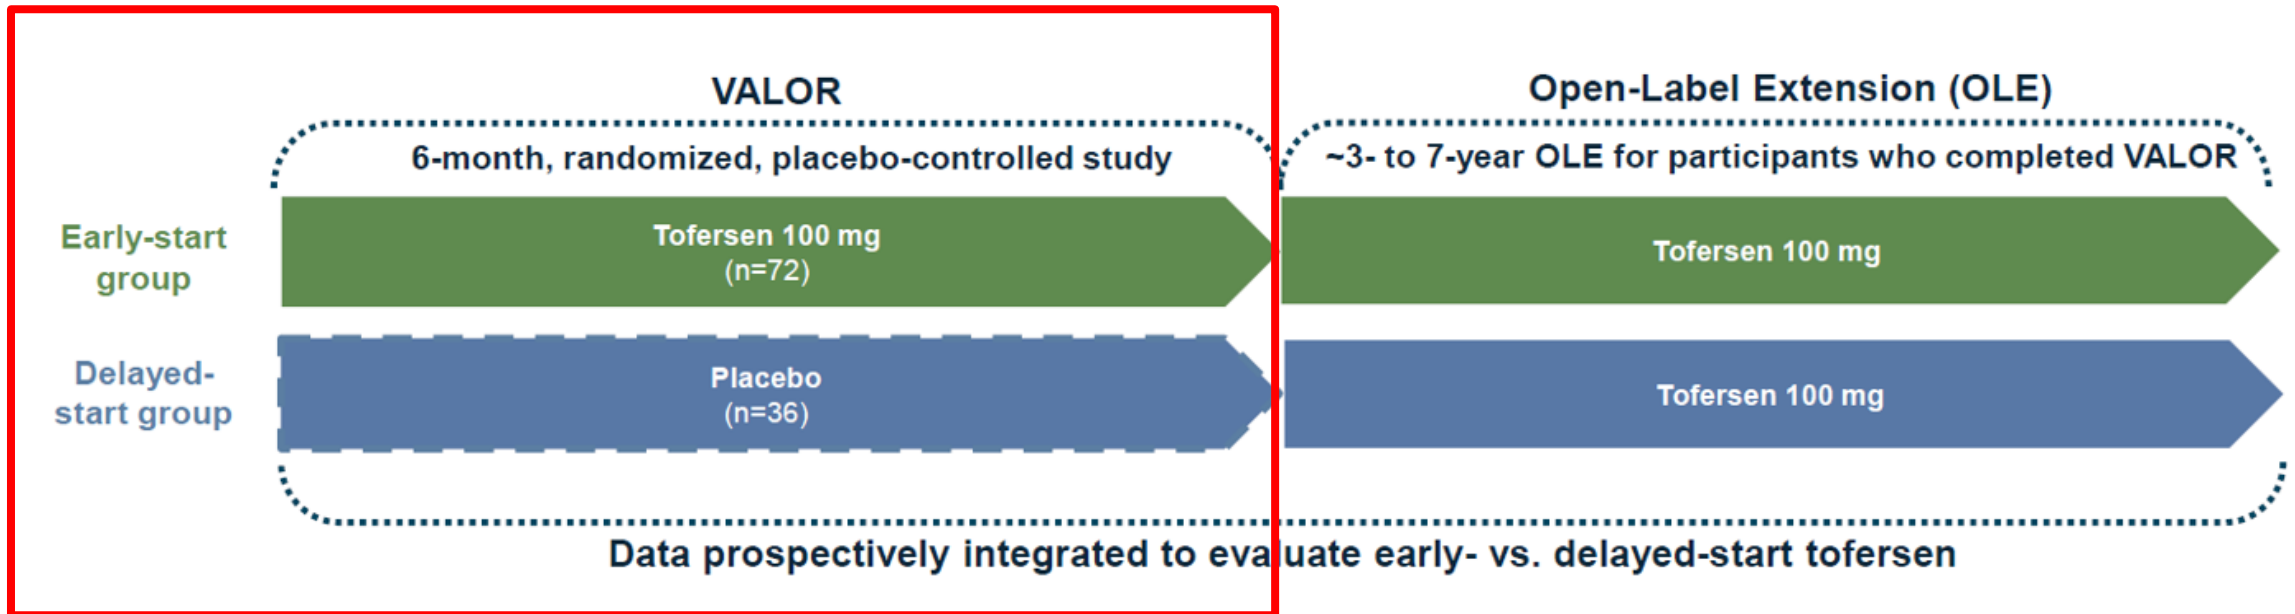 VALOR
6-month, randomized, placebo-controlled study
Open-Label Extension (OLE)
~3- to 7-year OLE for participants who completed VALOR
Early-start
group
Tofersen 100 mg
(n=72)
Tofersen 100 mg
Delayed-
start group
Placebo
(n=36)
Tofersen 100 mg
Data prospectively integrated to evaluate early- vs. delayed-start tofersen